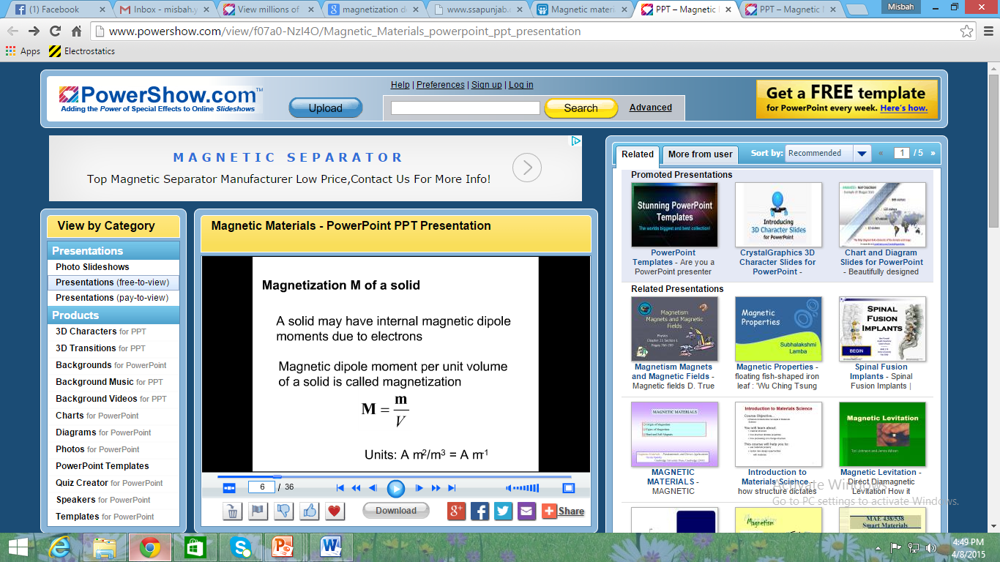 (1) Facebook
Inbox - misbah.y
View millions of
magnetization d
www.ssapunjab.
Magnetic materi
PPT – Magnetic
PPT – Magnetic
Misbah
www.powershow.com/view/f07a0-NzI4O/Magnetic_Materials_powerpoint_ppt_presentation
Apps
Electrostatics
PowerShow.com™
Adding the Power of Special Effects to Online Slideshows
Upload
Help | Preferences | Sign up | Log in
Search
Advanced
Get a FREE template
for PowerPoint every week. Here's how.
MAGNETIC SEPARATOR
Top Magnetic Separator Manufacturer Low Price,Contact Us For More Info!
View by Category
Presentations
Photo Slideshows
Presentations (free-to-view)
Presentations (pay-to-view)
Products
3D Characters for PPT
3D Transitions for PPT
Backgrounds for PowerPoint
Background Music for PPT
Background Videos for PPT
Charts for PowerPoint
Diagrams for PowerPoint
Photos for PowerPoint
PowerPoint Templates
Quiz Creator for PowerPoint
Speakers for PowerPoint
Templates for PowerPoint
Magnetic Materials - PowerPoint PPT Presentation
Magnetization M of a solid
A solid may have internal magnetic dipole
moments due to electrons
Magnetic dipole moment per unit volume
of a solid is called magnetization
M = m/V
Units: A m²/m³ = A m⁻¹
6 / 36
Download
Share
Related
More from user
Sort by: Recommended
« 1 / 5 »
Promoted Presentations
Stunning PowerPoint
Templates
The worlds biggest and best collection!
Introducing
3D Character Slides
for PowerPoint
PowerPoint
Templates - Are you a
PowerPoint presenter
CrystalGraphics 3D
Character Slides for
PowerPoint -
Chart and Diagram
Slides for PowerPoint
- Beautifully designed
Related Presentations
Magnetism
Magnets and Magnetic
Fields
Physics
Magnetic
Properties
Subhalakshmi
Lamba
SPINAL
FUSION
IMPLANTS
BEGIN
Magnetism Magnets
and Magnetic Fields -
Magnetic fields D. True
Magnetic Properties -
floating fish-shaped iron
leaf : 'Wu Ching Tsung
Spinal Fusion
Implants - Spinal
Fusion Implants |
MAGNETIC MATERIALS
Introduction to Materials Science
Course Objective...
You will learn about:
This course will help you to:
Magnetic Levitation
MAGNETIC
MATERIALS -
MAGNETIC
Introduction to
Materials Science -
how structure dictates
Magnetic Levitation -
Direct Diamagnetic
Levitation How it
Activate Windows
Go to PC settings to activate Windows.
Magnetism
MAE 438/538
Smart Materials
4:49 PM
4/8/2015